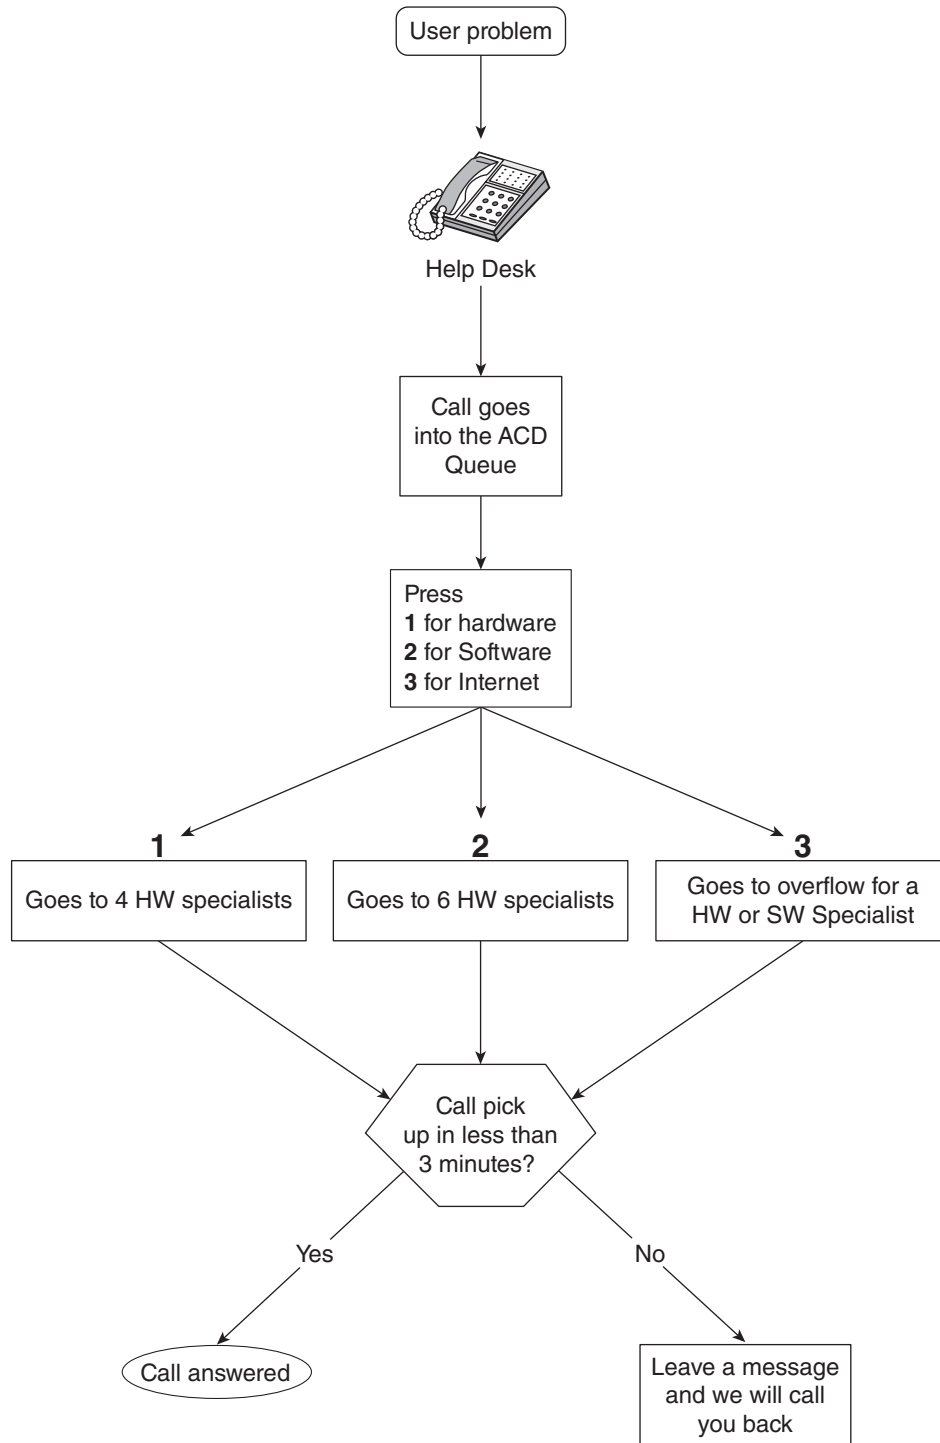 User problem
Help Desk
Call goes
into the ACD
Queue
Press
1 for hardware
2 for Software
3 for Internet
1
2
3
Goes to 4 HW specialists
Goes to 6 HW specialists
Goes to overflow for a
HW or SW Specialist
Call pick
up in less than
3 minutes?
Yes
No
Call answered
Leave a message
and we will call
you back